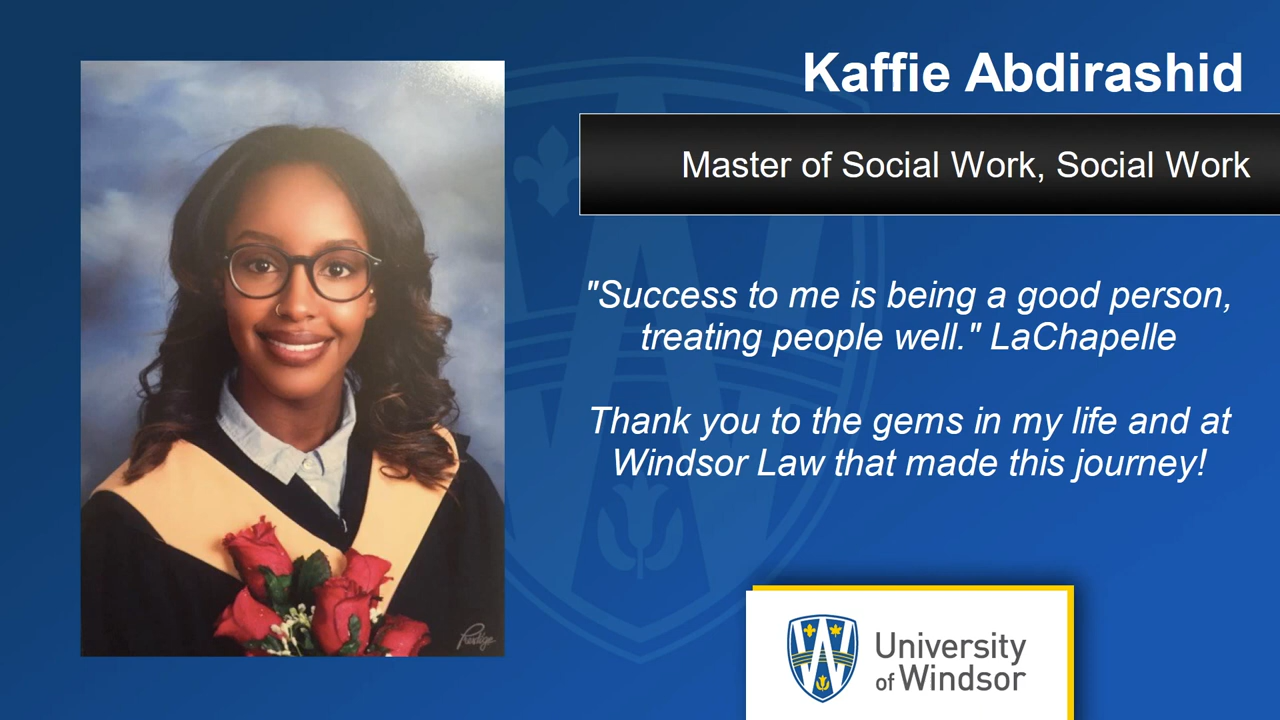 Kaffie Abdirashid
Master of Social Work, Social Work
"Success to me is being a good person,
treating people well." LaChapelle
Thank you to the gems in my life and at
Windsor Law that made this journey!
Prestige
University
of Windsor